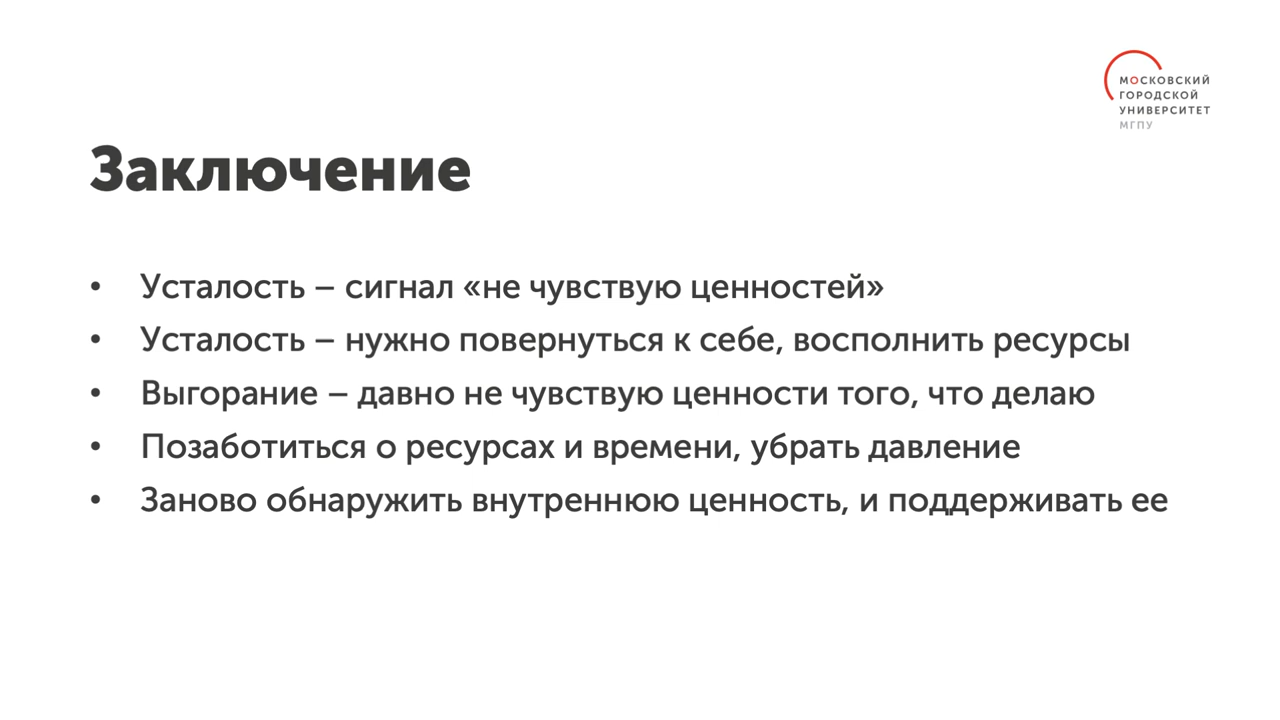 МОСКОВСКИЙ
ГОРОДСКОЙ
УНИВЕРСИТЕТ
МГПУ
Заключение
• Усталость – сигнал «не чувствую ценностей»
• Усталость – нужно повернуться к себе, восполнить ресурсы
• Выгорание – давно не чувствую ценности того, что делаю
• Позаботиться о ресурсах и времени, убрать давление
• Заново обнаружить внутреннюю ценность, и поддерживать ее